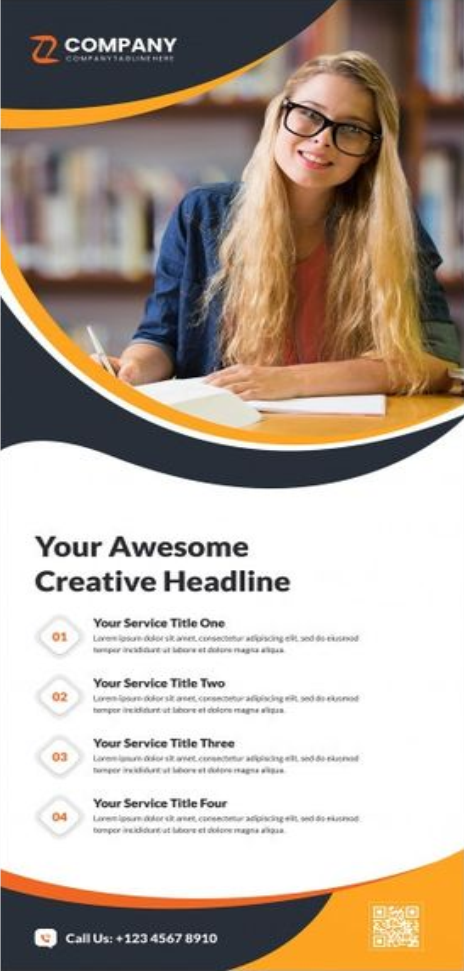 COMPANY
COMPANY TAGLINE HERE
Your Awesome
Creative Headline
01
Your Service Title One
Lorem ipsum dolor sit amet, consectetur adipiscing elit, sed do eiusmod
tempor incididunt ut labore et dolore magna aliqua.
02
Your Service Title Two
Lorem ipsum dolor sit amet, consectetur adipiscing elit, sed do eiusmod
tempor incididunt ut labore et dolore magna aliqua.
03
Your Service Title Three
Lorem ipsum dolor sit amet, consectetur adipiscing elit, sed do eiusmod
tempor incididunt ut labore et dolore magna aliqua.
04
Your Service Title Four
Lorem ipsum dolor sit amet, consectetur adipiscing elit, sed do eiusmod
tempor incididunt ut labore et dolore magna aliqua.
Call Us: +123 4567 8910